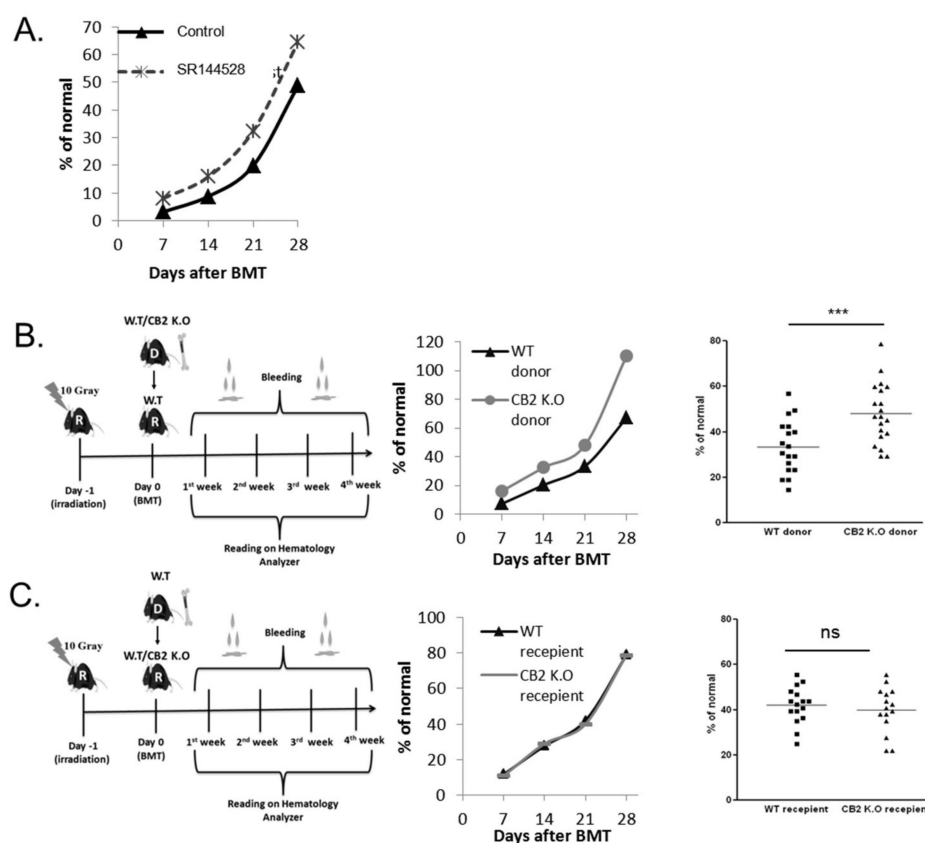 A.
Control
SR144528
st
% of normal
70
60
50
40
30
20
10
0
0 7 14 21 28
Days after BMT
B.
W.T/CB2 K.O
D
10 Gray
W.T
R
R
Bleeding
Day -1
(irradiation)
Day 0
(BMT)
1st week
2nd week
3rd week
4th week
Reading on Hematology
Analyzer
% of normal
120
100
80
60
40
20
0
WT
donor
CB2 K.O
donor
0 7 14 21 28
Days after BMT
***
% of normal
80
60
40
20
0
WT donor
CB2 K.O donor
C.
W.T
D
10 Gray
W.T/CB2 K.O
R
R
Bleeding
Day -1
(irradiation)
Day 0
(BMT)
1st week
2nd week
3rd week
4th week
Reading on Hematology
Analyzer
% of normal
100
80
60
40
20
0
WT
recepient
CB2 K.O
recepient
0 7 14 21 28
Days after BMT
ns
% of normal
80
60
40
20
0
WT recepient
CB2 K.O recepient